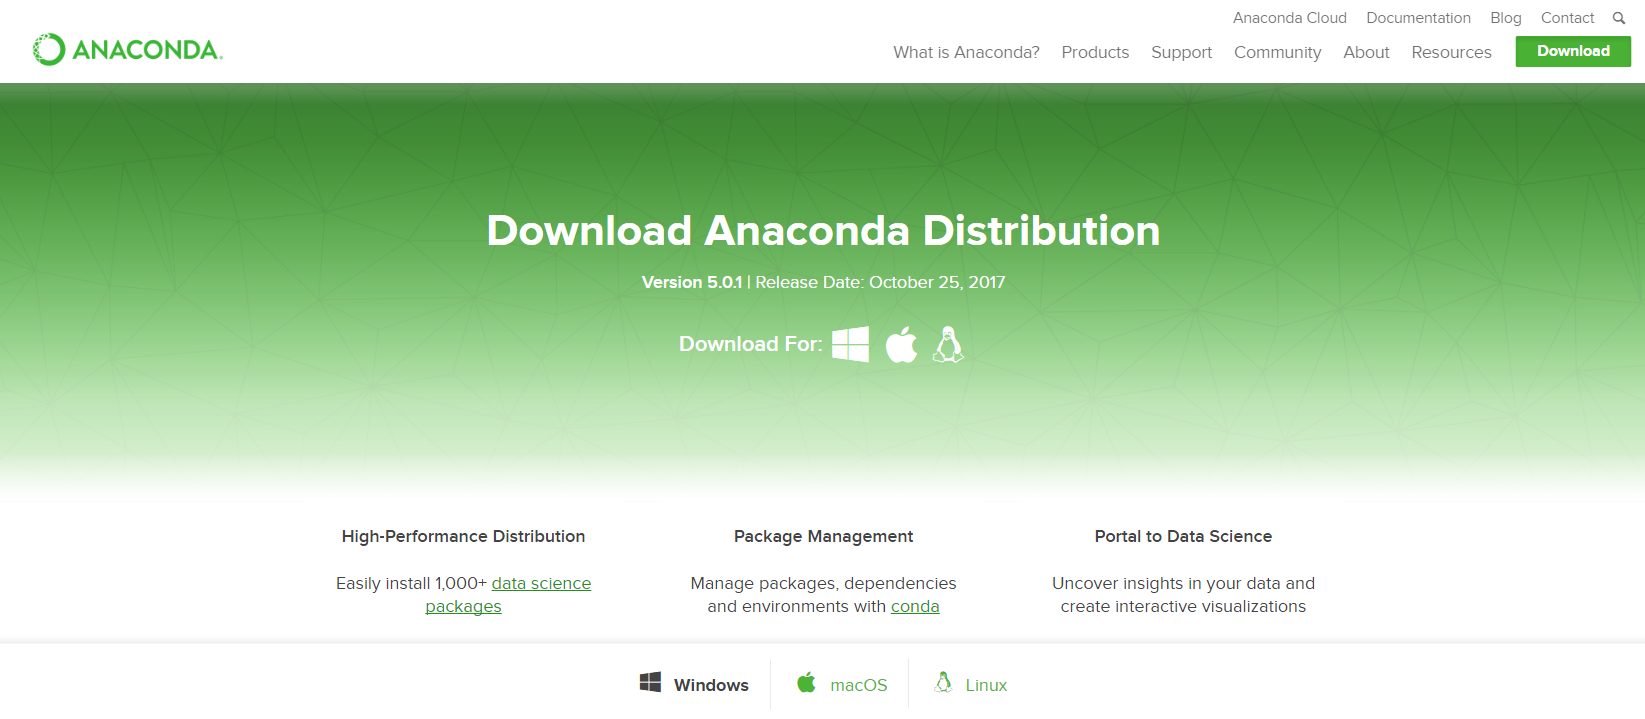 Anaconda Cloud Documentation Blog Contact
ANACONDA.
What is Anaconda? Products Support Community About Resources Download
Download Anaconda Distribution
Version 5.0.1 | Release Date: October 25, 2017
Download For:
High-Performance Distribution
Easily install 1,000+ data science
packages
Package Management
Manage packages, dependencies
and environments with conda
Portal to Data Science
Uncover insights in your data and
create interactive visualizations
Windows macOS Linux